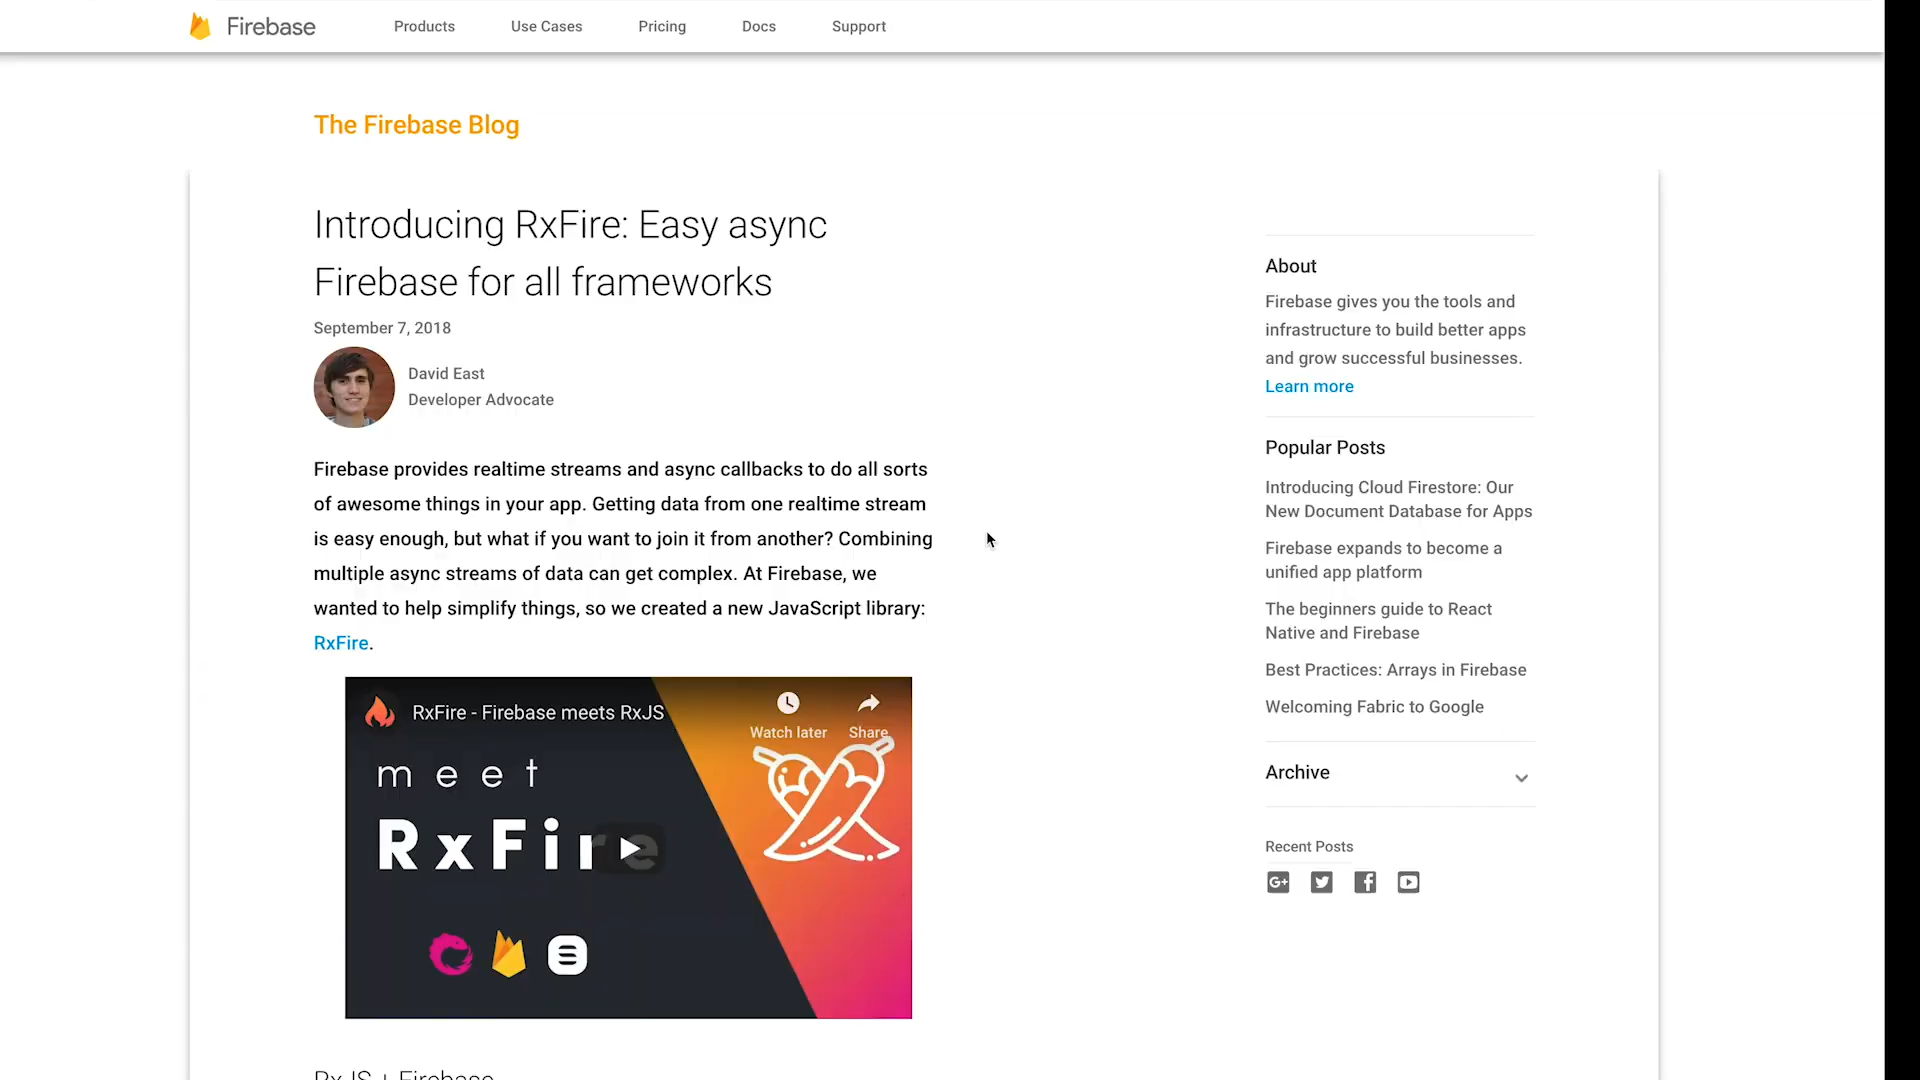 Firebase
Products
Use Cases
Pricing
Docs
Support
The Firebase Blog
Introducing RxFire: Easy async
Firebase for all frameworks
September 7, 2018
David East
Developer Advocate
Firebase provides realtime streams and async callbacks to do all sorts
of awesome things in your app. Getting data from one realtime stream
is easy enough, but what if you want to join it from another? Combining
multiple async streams of data can get complex. At Firebase, we
wanted to help simplify things, so we created a new JavaScript library:
RxFire.
RxFire - Firebase meets RxJS
Watch later
Share
meet
RxFire
RxJS + Firebase
About
Firebase gives you the tools and
infrastructure to build better apps
and grow successful businesses.
Learn more
Popular Posts
Introducing Cloud Firestore: Our
New Document Database for Apps
Firebase expands to become a
unified app platform
The beginners guide to React
Native and Firebase
Best Practices: Arrays in Firebase
Welcoming Fabric to Google
Archive
Recent Posts
G+